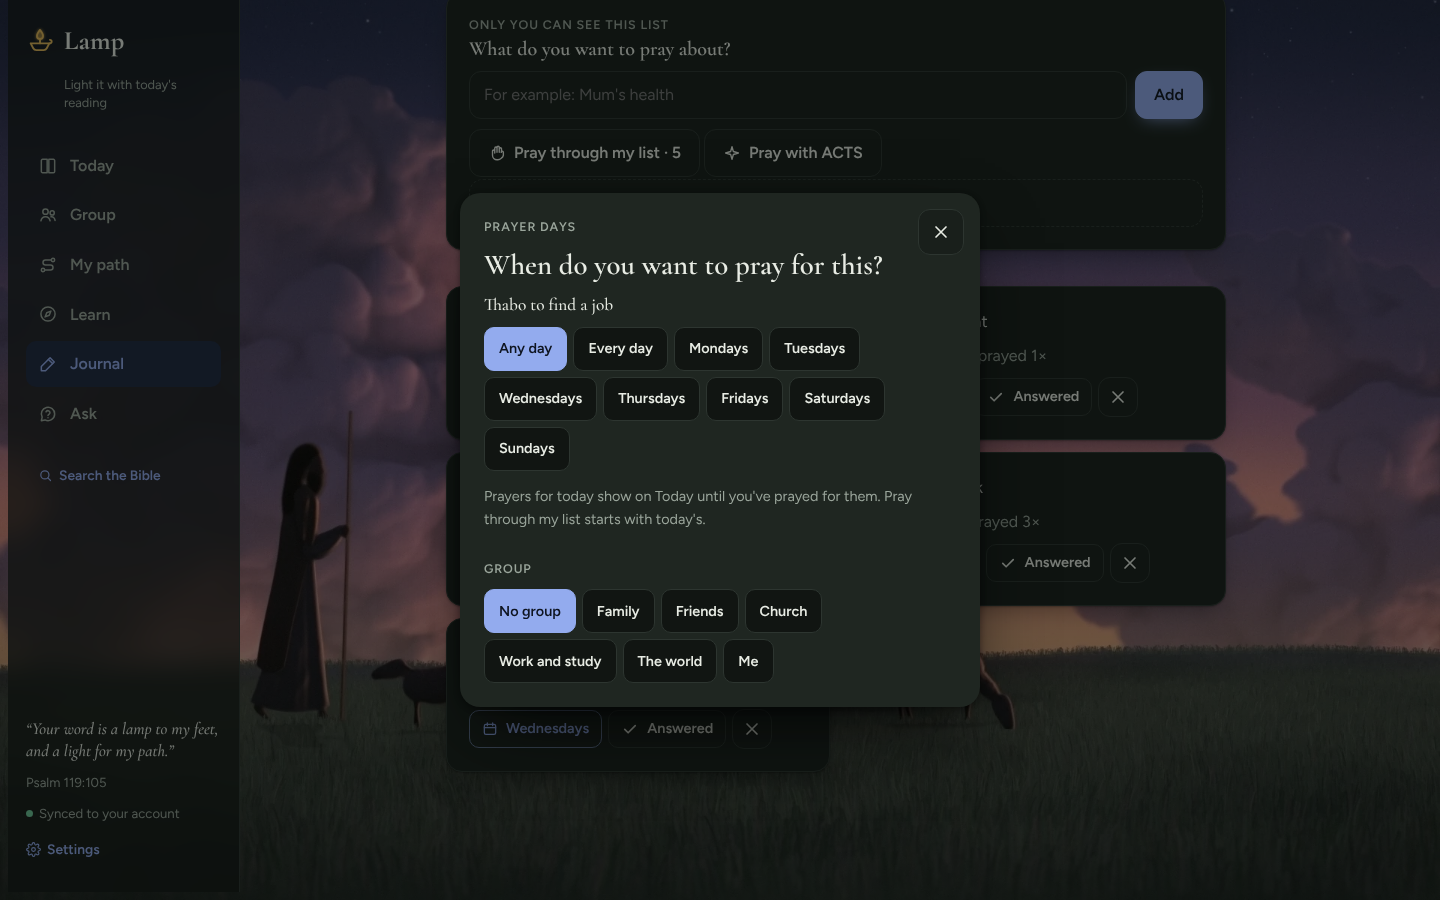 Lamp
Light it with today's
reading
Today
Group
My path
Learn
Journal
Ask
Search the Bible
“Your word is a lamp to my feet,
and a light for my path.”
Psalm 119:105
Synced to your account
Settings
ONLY YOU CAN SEE THIS LIST
What do you want to pray about?
For example: Mum's health
Add
Pray through my list · 5
Pray with ACTS
PRAYER DAYS
When do you want to pray for this?
Thabo to find a job
Any day
Every day
Mondays
Tuesdays
Wednesdays
Thursdays
Fridays
Saturdays
Sundays
Prayers for today show on Today until you've prayed for them. Pray
through my list starts with today's.
GROUP
No group
Family
Friends
Church
Work and study
The world
Me
prayed 1×
Answered
prayed 3×
Answered
Wednesdays
Answered